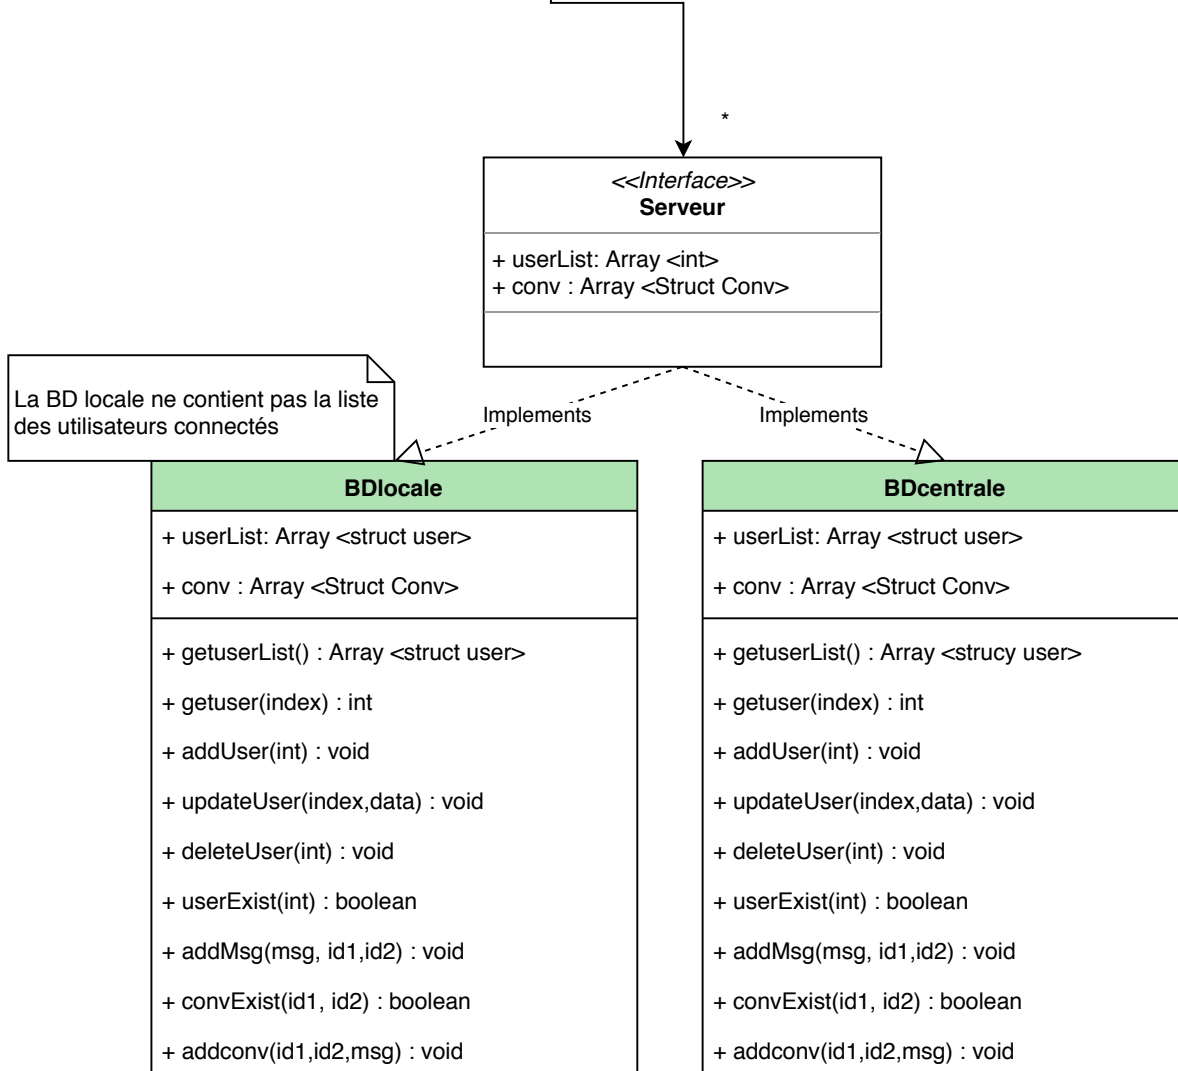 *
<<Interface>>
Serveur
+ userList: Array <int>
+ conv : Array <Struct Conv>
La BD locale ne contient pas la liste
des utilisateurs connectés
Implements
Implements
BDlocale
+ userList: Array <struct user>
+ conv : Array <Struct Conv>
+ getuserList() : Array <struct user>
+ getuser(index) : int
+ addUser(int) : void
+ updateUser(index,data) : void
+ deleteUser(int) : void
+ userExist(int) : boolean
+ addMsg(msg, id1,id2) : void
+ convExist(id1, id2) : boolean
+ addconv(id1,id2,msg) : void
BDcentrale
+ userList: Array <struct user>
+ conv : Array <Struct Conv>
+ getuserList() : Array <strucy user>
+ getuser(index) : int
+ addUser(int) : void
+ updateUser(index,data) : void
+ deleteUser(int) : void
+ userExist(int) : boolean
+ addMsg(msg, id1,id2) : void
+ convExist(id1, id2) : boolean
+ addconv(id1,id2,msg) : void